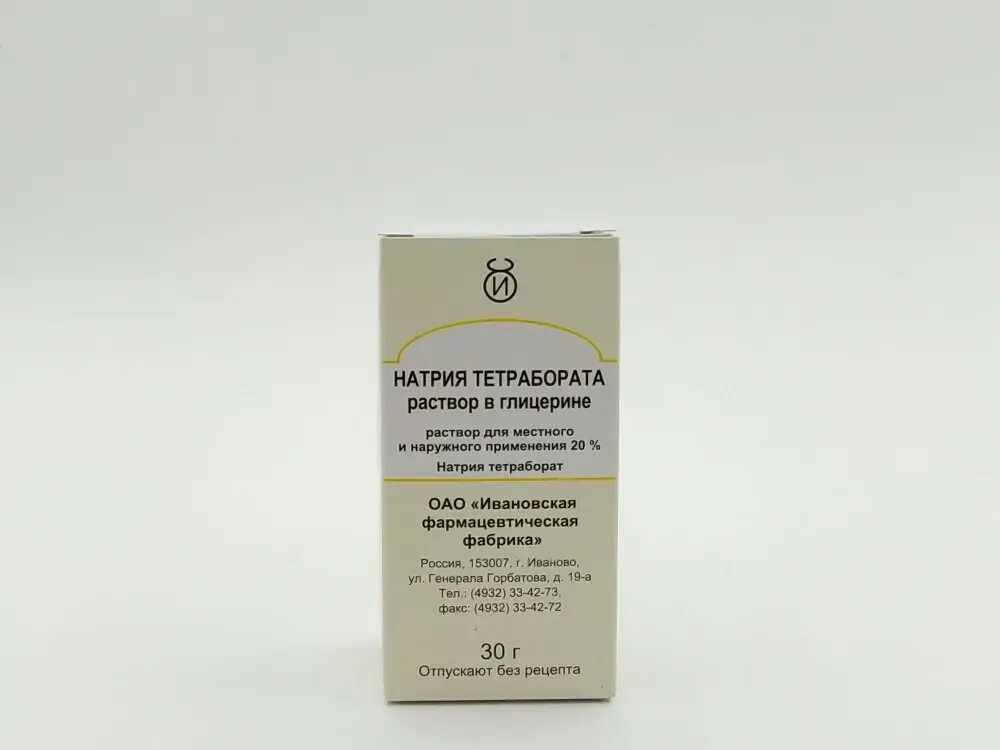 И
НАТРИЯ ТЕТРАБОРАТА
раствор в глицерине
раствор для местного
и наружного применения 20 %
Натрия тетраборат
ОАО «Ивановская
фармацевтическая
фабрика»
Россия, 153007, г. Иваново,
ул. Генерала Горбатова, д. 19-а
Тел.: (4932) 33-42-73,
факс: (4932) 33-42-72
30 г
Отпускают без рецепта